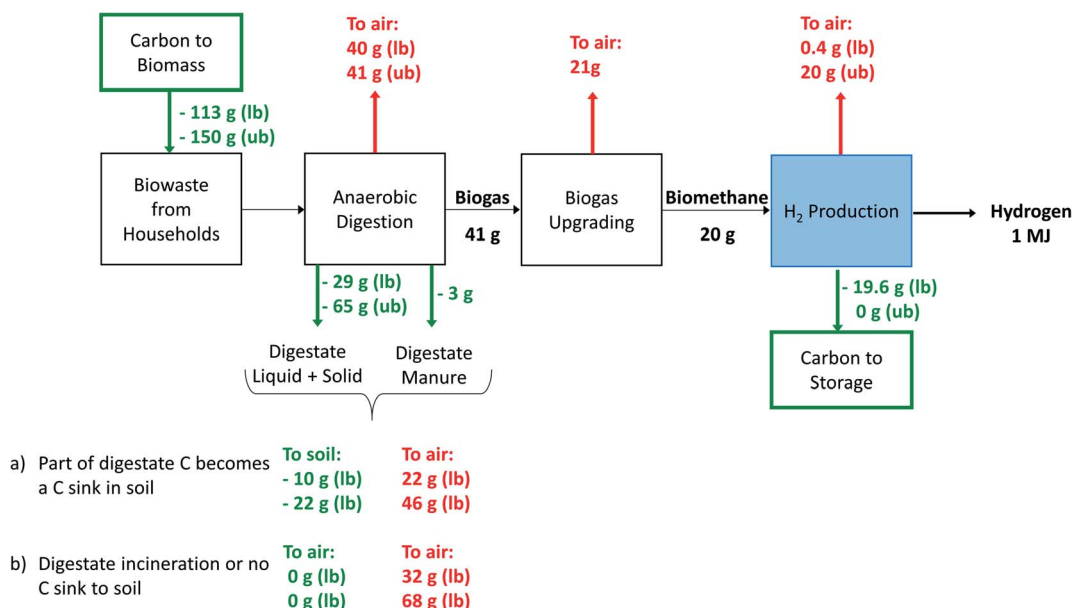 Carbon to
Biomass
- 113 g (lb)
- 150 g (ub)
To air:
40 g (lb)
41 g (ub)
To air:
21g
To air:
0.4 g (lb)
20 g (ub)
Biowaste
from
Households
Anaerobic
Digestion
Biogas
41 g
Biogas
Upgrading
Biomethane
20 g
H₂ Production
Hydrogen
1 MJ
- 29 g (lb)
- 65 g (ub)
- 3 g
- 19.6 g (lb)
0 g (ub)
Digestate
Liquid + Solid
Digestate
Manure
Carbon to
Storage
a) Part of digestate C becomes
a C sink in soil
To soil:
- 10 g (lb)
- 22 g (lb)
To air:
22 g (lb)
46 g (lb)
b) Digestate incineration or no
C sink to soil
To air:
0 g (lb)
0 g (lb)
To air:
32 g (lb)
68 g (lb)